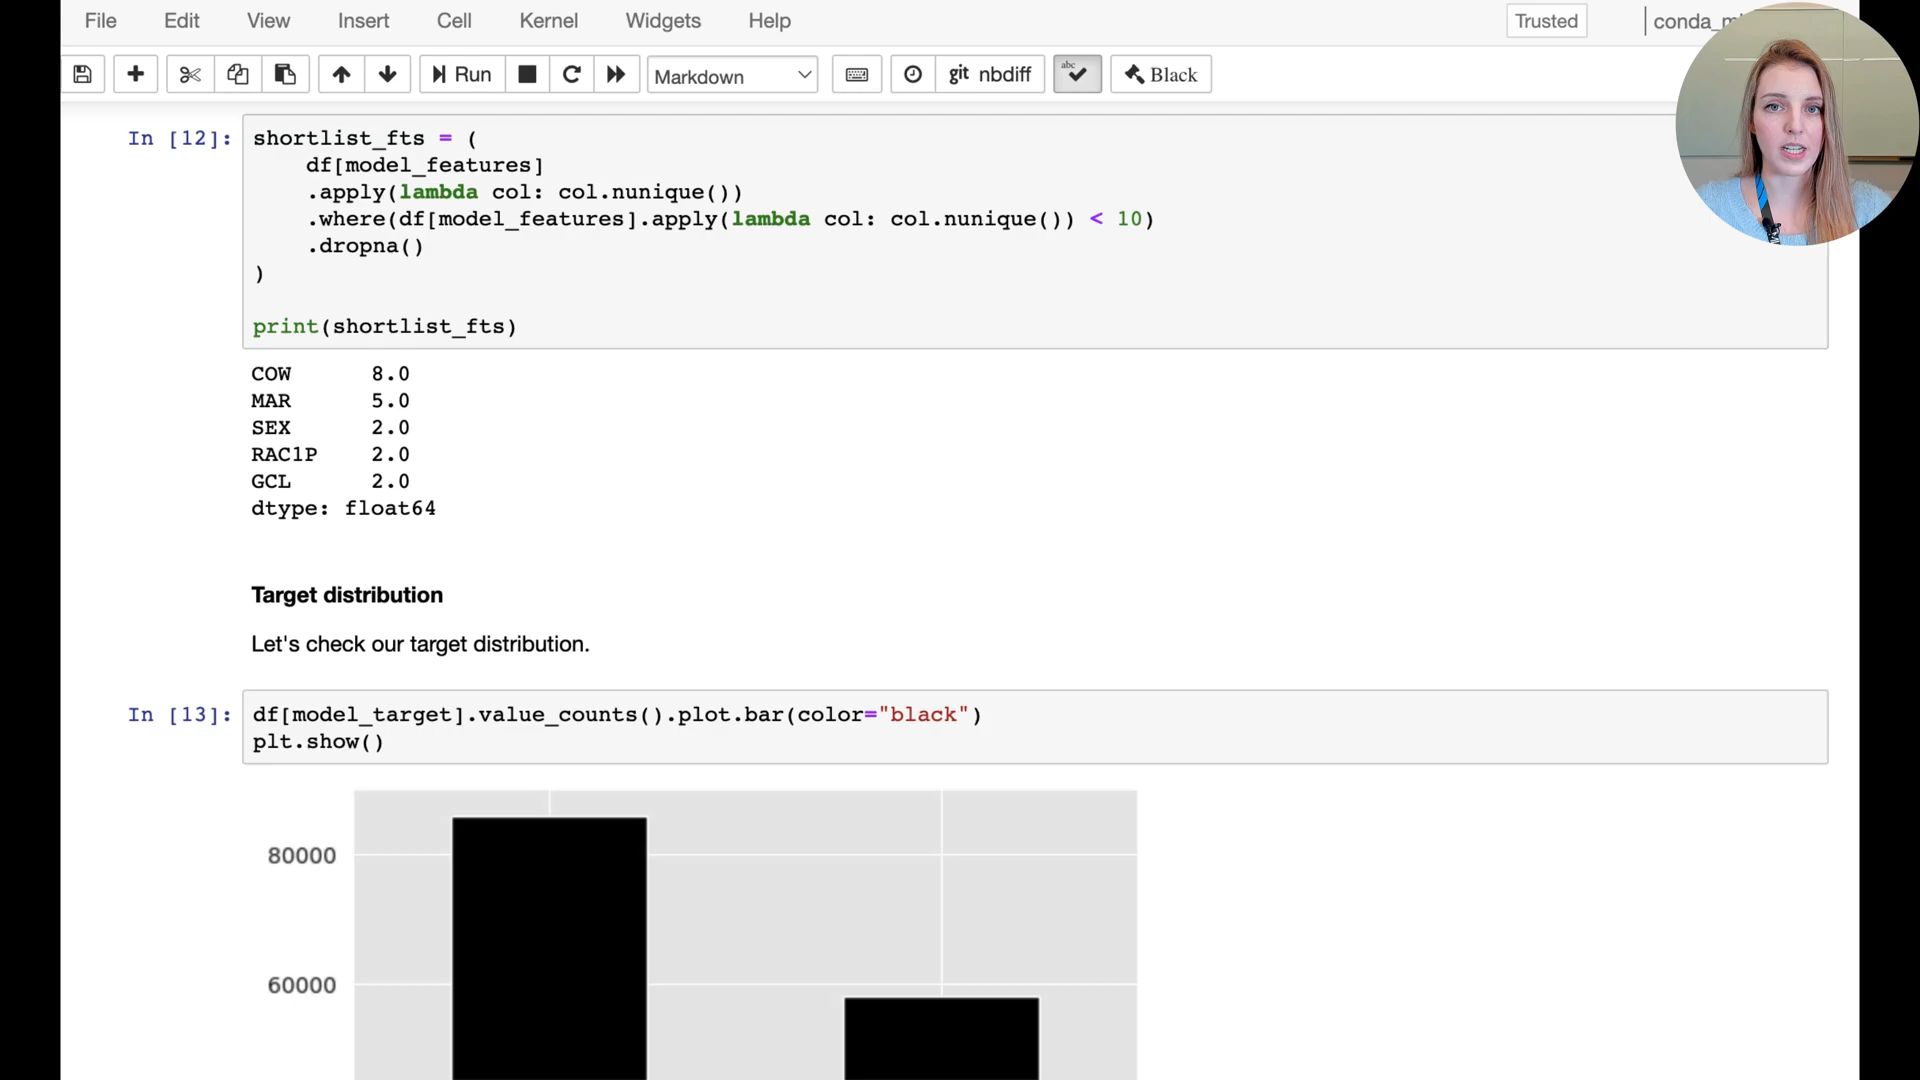 File Edit View Insert Cell Kernel Widgets Help Trusted
Run Markdown git nbdiff abc Black
In [12]: shortlist_fts = (
df[model_features]
.apply(lambda col: col.nunique())
.where(df[model_features].apply(lambda col: col.nunique()) < 10)
.dropna()
)
print(shortlist_fts)
COW 8.0
MAR 5.0
SEX 2.0
RAC1P 2.0
GCL 2.0
dtype: float64
Target distribution
Let's check our target distribution.
In [13]: df[model_target].value_counts().plot.bar(color="black")
plt.show()
80000
60000